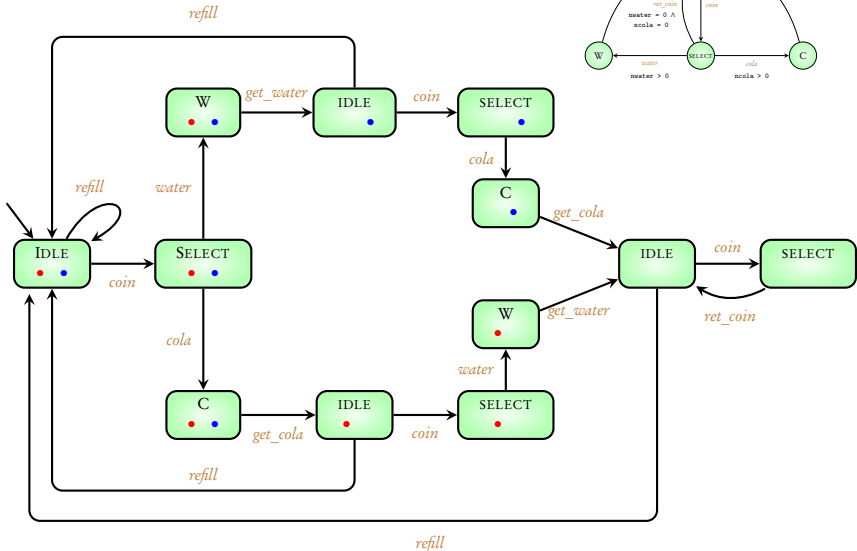 refill
ret_coin
coin
nwater = 0 ∧
ncola = 0
W
SELECT
C
water
cola
nwater > 0
ncola > 0
W
get_water
IDLE
coin
SELECT
refill
water
cola
C
get_cola
IDLE
coin
SELECT
IDLE
coin
SELECT
ret_coin
cola
W
get_water
water
C
get_cola
IDLE
coin
SELECT
refill
refill